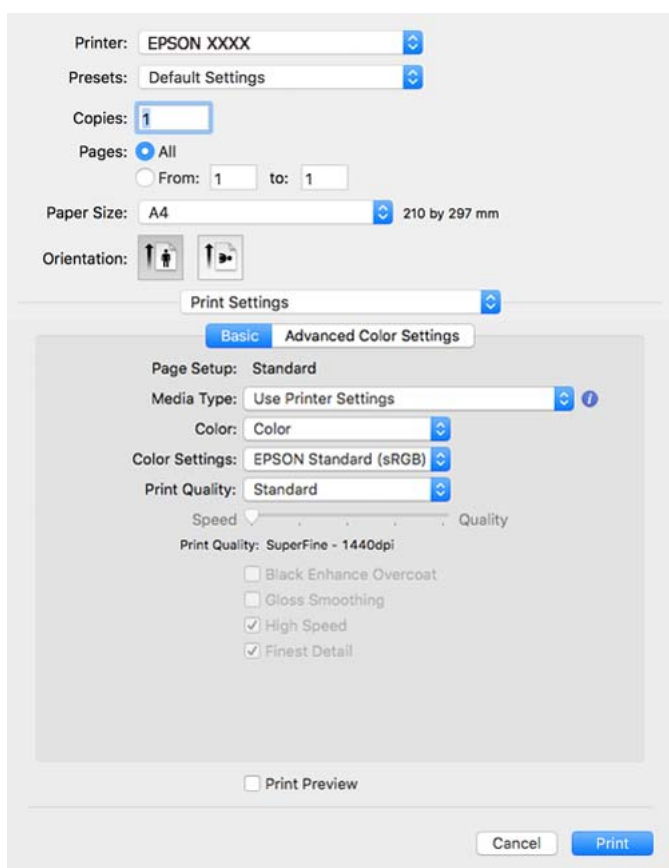 Printer: EPSON XXXX
Presets: Default Settings
Copies: 1
Pages: All
From: 1 to: 1
Paper Size: A4 210 by 297 mm
Orientation:
Print Settings
Basic Advanced Color Settings
Page Setup: Standard
Media Type: Use Printer Settings
Color: Color
Color Settings: EPSON Standard (sRGB)
Print Quality: Standard
Speed Quality
Print Quality: SuperFine - 1440dpi
Black Enhance Overcoat
Gloss Smoothing
High Speed
Finest Detail
Print Preview
Cancel Print